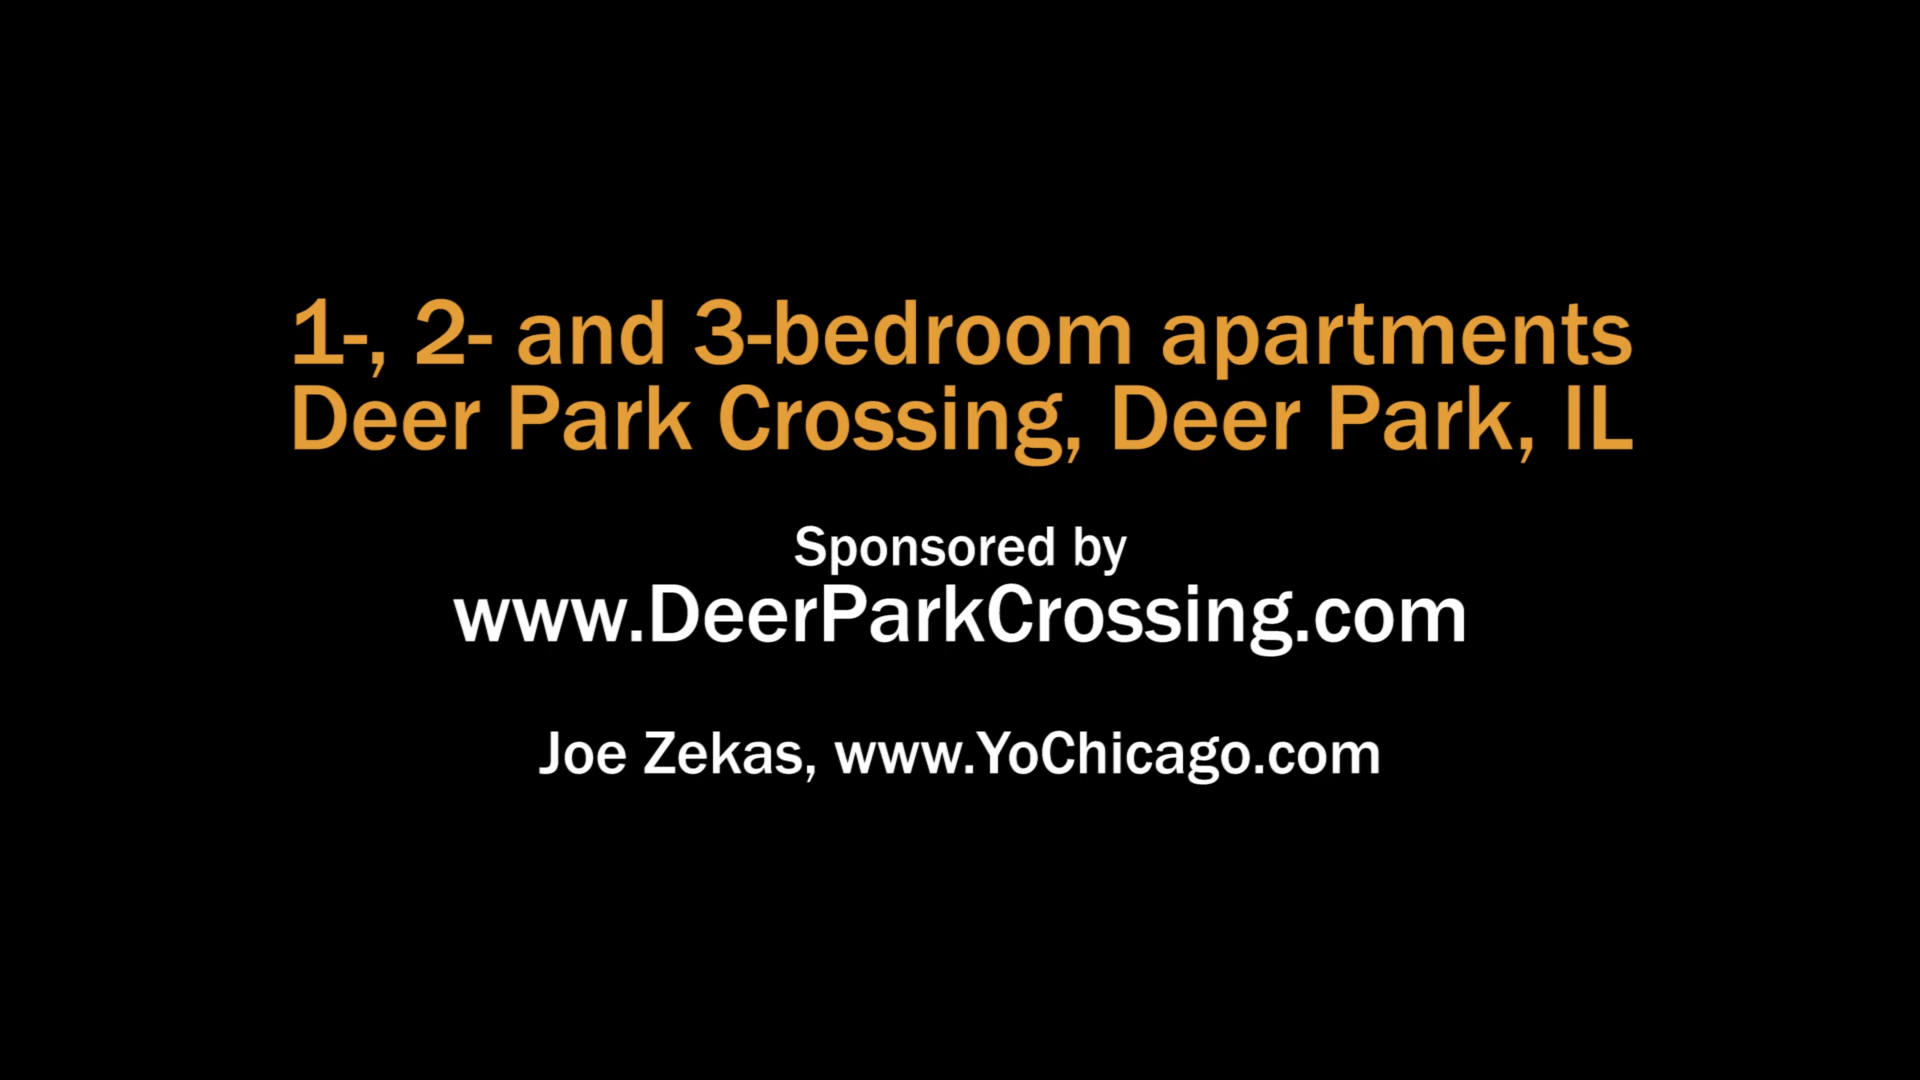 1-, 2- and 3-bedroom apartments
Deer Park Crossing, Deer Park, IL
Sponsored by
www.DeerParkCrossing.com
Joe Zekas, www.YoChicago.com